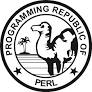 PROGRAMMING REPUBLIC OF
PERL